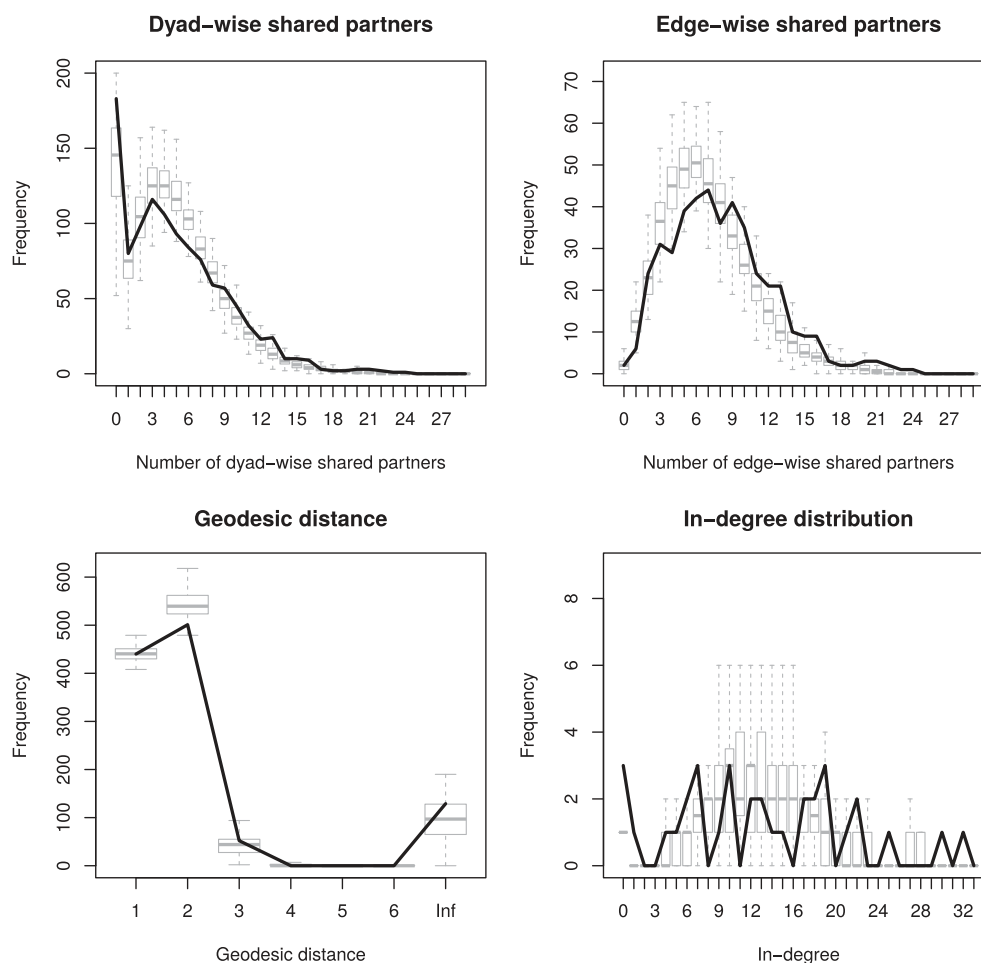 Dyad−wise shared partners
Frequency
0 50 100 150 200
0 3 6 9 12 15 18 21 24 27
Number of dyad−wise shared partners
Edge−wise shared partners
Frequency
0 10 20 30 40 50 60 70
0 3 6 9 12 15 18 21 24 27
Number of edge−wise shared partners
Geodesic distance
Frequency
0 100 200 300 400 500 600
1 2 3 4 5 6 Inf
Geodesic distance
In−degree distribution
Frequency
0 2 4 6 8
0 3 6 9 12 16 20 24 28 32
In−degree